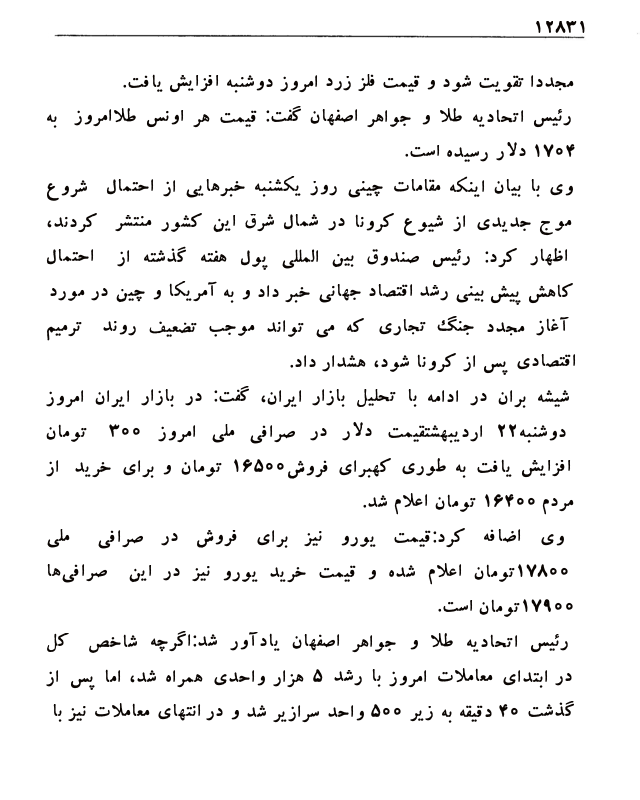 ۱۲۸۳۱
مجددا تقویت شود و قیمت فلز زرد امروز دوشنبه افزایش یافت.
رئیس اتحادیه طلا و جواهر اصفهان گفت: قیمت هر اونس طلاامروز به
۱۷۰۴ دلار رسیده است.
وی با بیان اینکه مقامات چینی روز یکشنبه خبرهایی از احتمال شروع
موج جدیدی از شیوع کرونا در شمال شرق این کشور منتشر کردند،
اظهار کرد: رئیس صندوق بین المللی پول هفته گذشته از احتمال
کاهش پیش بینی رشد اقتصاد جهانی خبر داد و به آمریکا و چین در مورد
آغاز مجدد جنگ تجاری که می تواند موجب تضعیف روند ترمیم
اقتصادی پس از کرونا شود، هشدار داد.
شیشه بران در ادامه با تحلیل بازار ایران، گفت: در بازار ایران امروز
دوشنبه۲۲ اردیبهشتقیمت دلار در صرافی ملی امروز ۳۰۰ تومان
افزایش یافت به طوری کهبرای فروش۱۶۵۰۰ تومان و برای خرید از
مردم ۱۶۴۰۰ تومان اعلام شد.
وی اضافه کرد:قیمت یورو نیز برای فروش در صرافی ملی
۱۷۸۰۰تومان اعلام شده و قیمت خرید یورو نیز در این صرافی‌ها
۱۷۹۰۰تومان است.
رئیس اتحادیه طلا و جواهر اصفهان یادآور شد:اگرچه شاخص کل
در ابتدای معاملات امروز با رشد ۵ هزار واحدی همراه شد، اما پس از
گذشت ۴۰ دقیقه به زیر ۵۰۰ واحد سرازیر شد و در انتهای معاملات نیز با